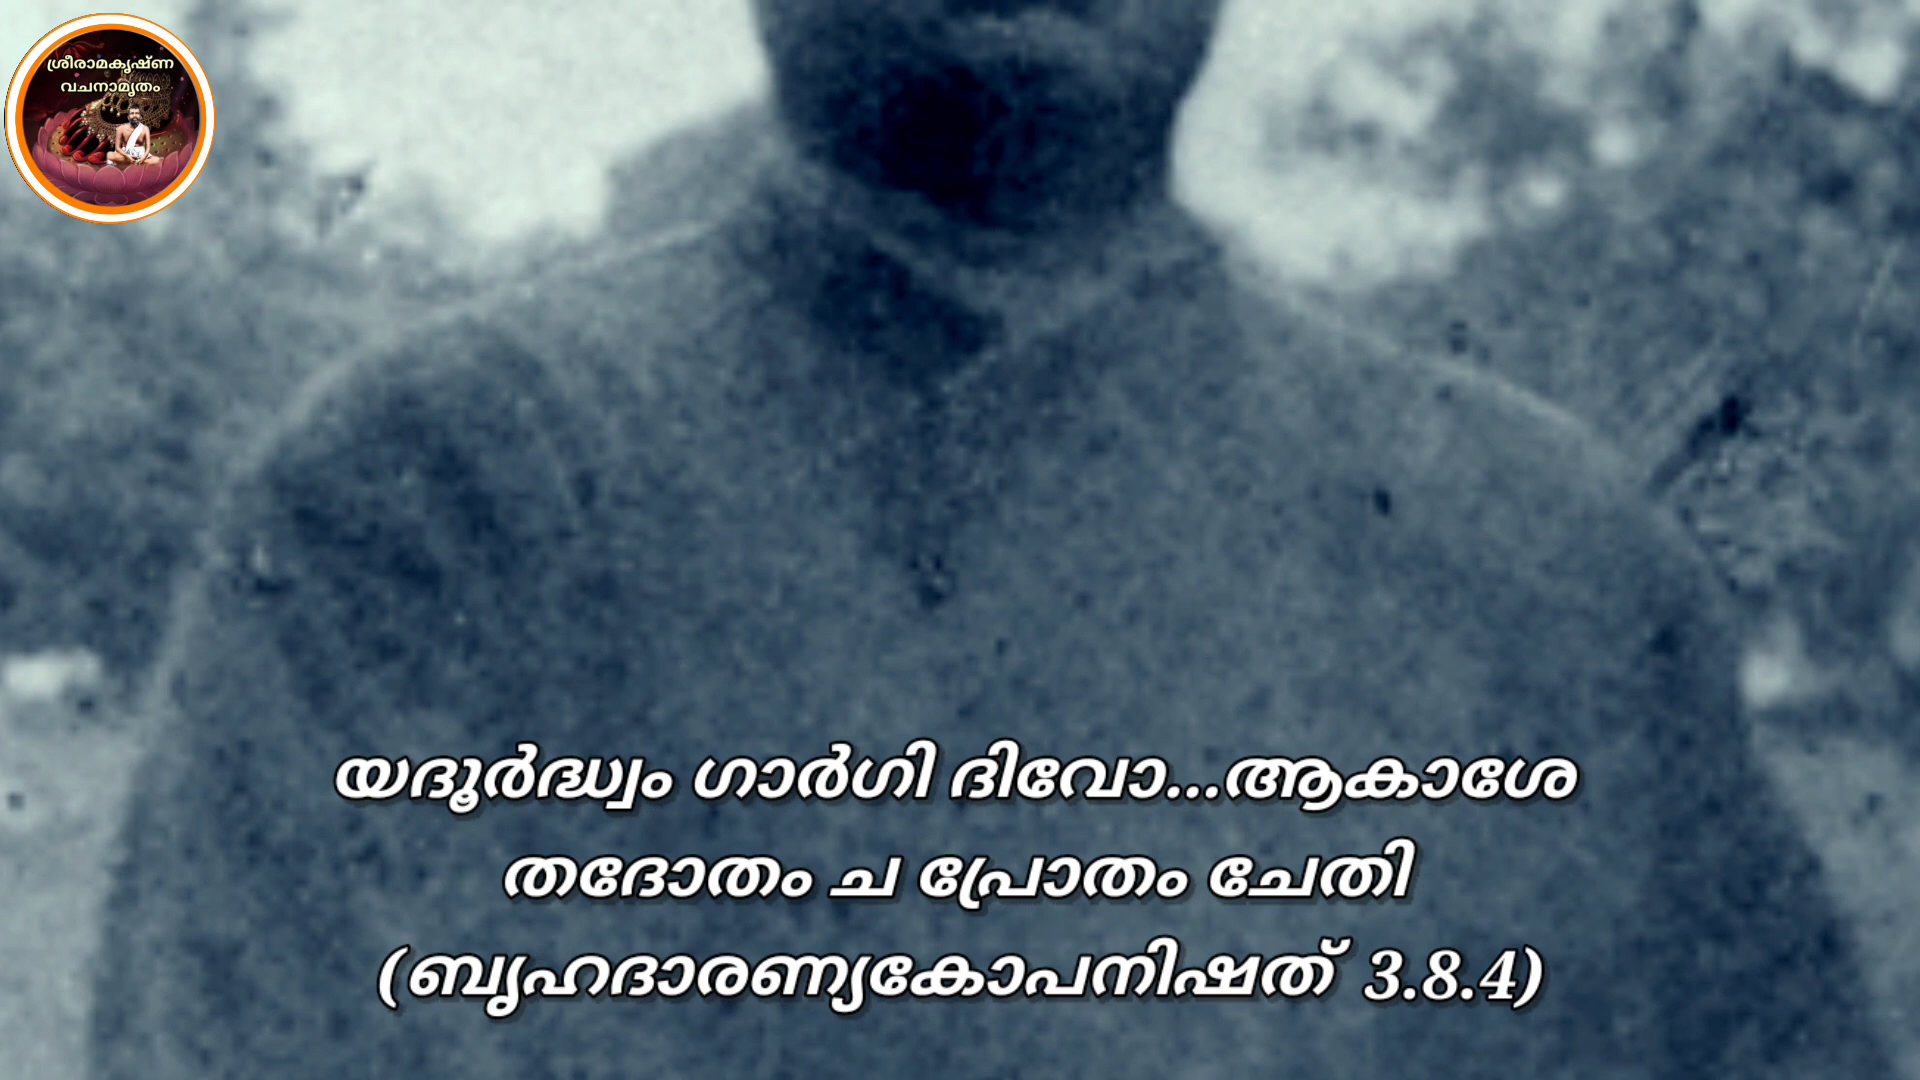 ശ്രീരാമകൃഷ്ണ
വചനാമൃതം
യദൂർദ്ധ്വം ഗാർഗി ദിവോ...ആകാശേ
തദോതം ച പ്രോതം ചേതി
(ബൃഹദാരണ്യകോപനിഷത് 3.8.4)